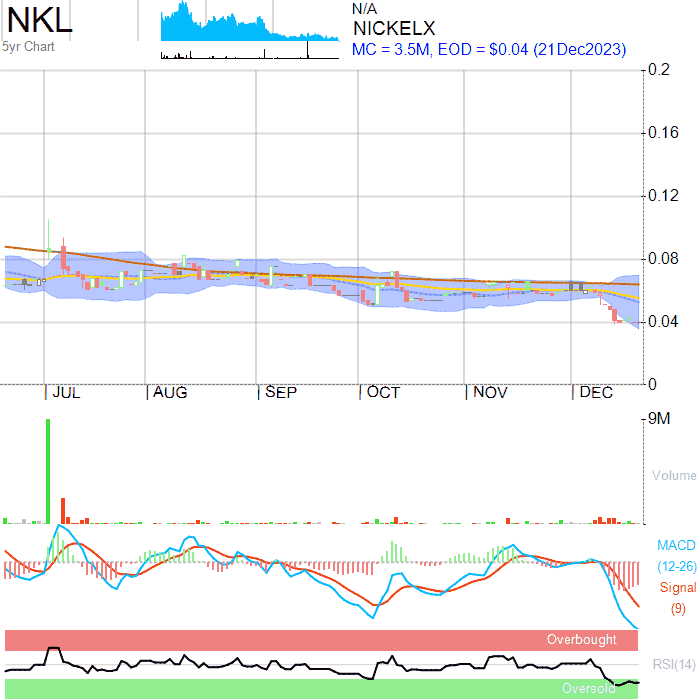 NKL
5yr Chart
N/A
NICKELX
MC = 3.5M, EOD = $0.04 (21Dec2023)
0.2
0.16
0.12
0.08
0.04
0
JUL AUG SEP OCT NOV DEC
9M
Volume
MACD
(12-26)
Signal
(9)
Overbought
RSI(14)
Oversold